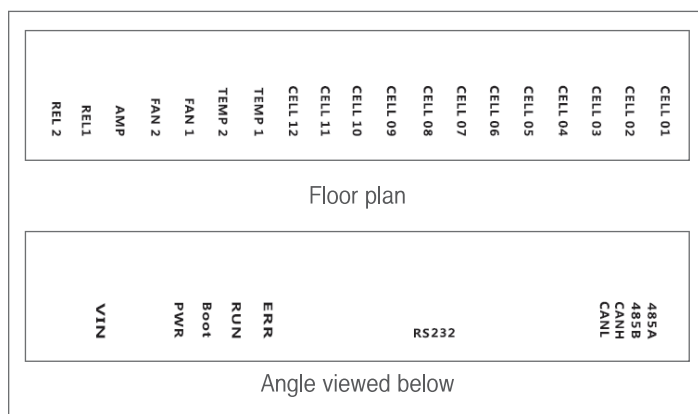 REL 2
REL1
AMP
FAN 2
FAN 1
TEMP 2
TEMP 1
CELL 12
CELL 11
CELL 10
CELL 09
CELL 08
CELL 07
CELL 06
CELL 05
CELL 04
CELL 03
CELL 02
CELL 01
Floor plan
VIN
PWR
Boot
RUN
ERR
RS232
CANL
CANH
485B
485A
Angle viewed below